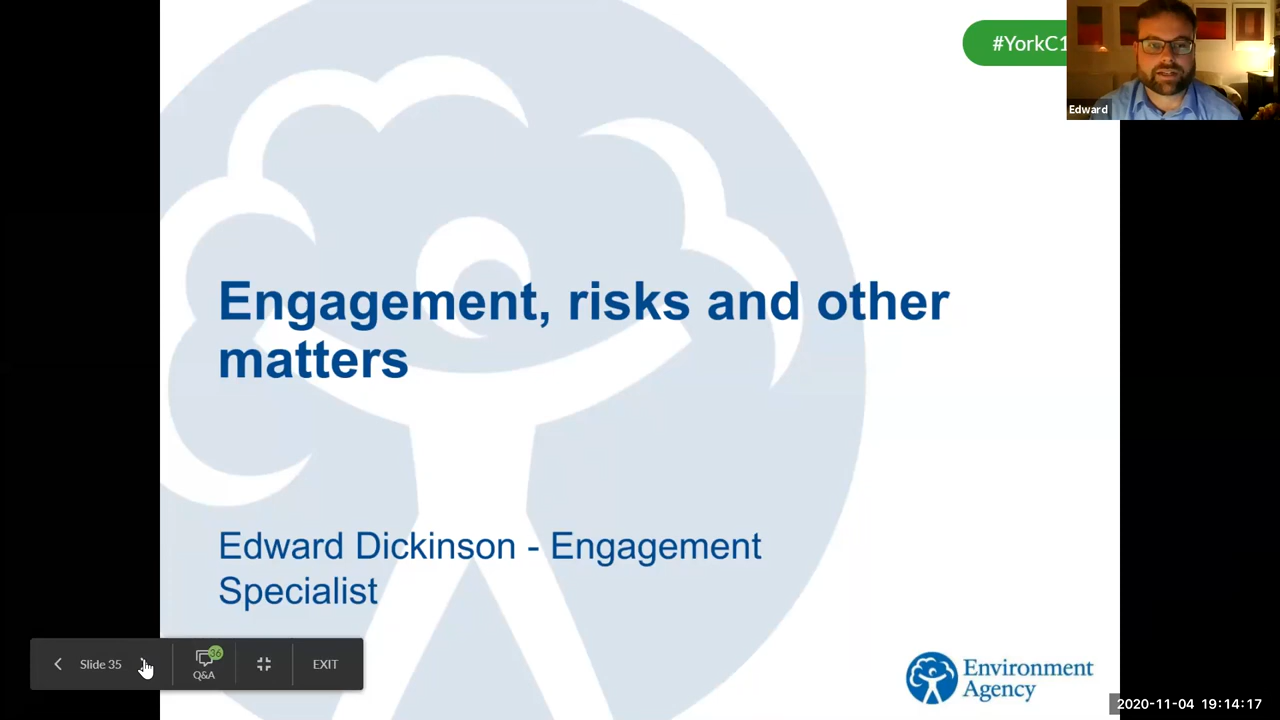 #YorkC1
Edward
Engagement, risks and other
matters
Edward Dickinson - Engagement
Specialist
Slide 35
36
Q&A
EXIT
Environment
Agency
2020-11-04 19:14:17